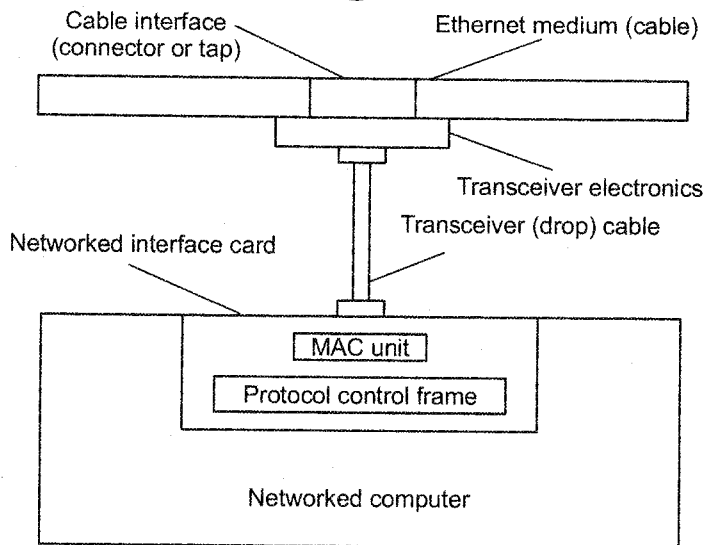 Cable interface
(connector or tap)
Ethernet medium (cable)
Transceiver electronics
Transceiver (drop) cable
Networked interface card
MAC unit
Protocol control frame
Networked computer